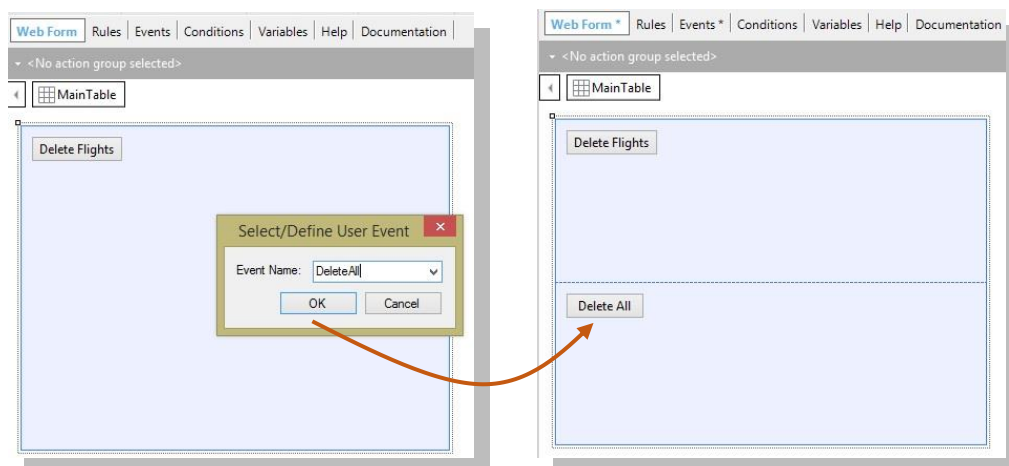 Web Form Rules Events Conditions Variables Help Documentation
<No action group selected>
MainTable
Delete Flights
Select/Define User Event
Event Name: DeleteAll
OK Cancel
Web Form * Rules Events * Conditions Variables Help Documentation
<No action group selected>
MainTable
Delete Flights
Delete All